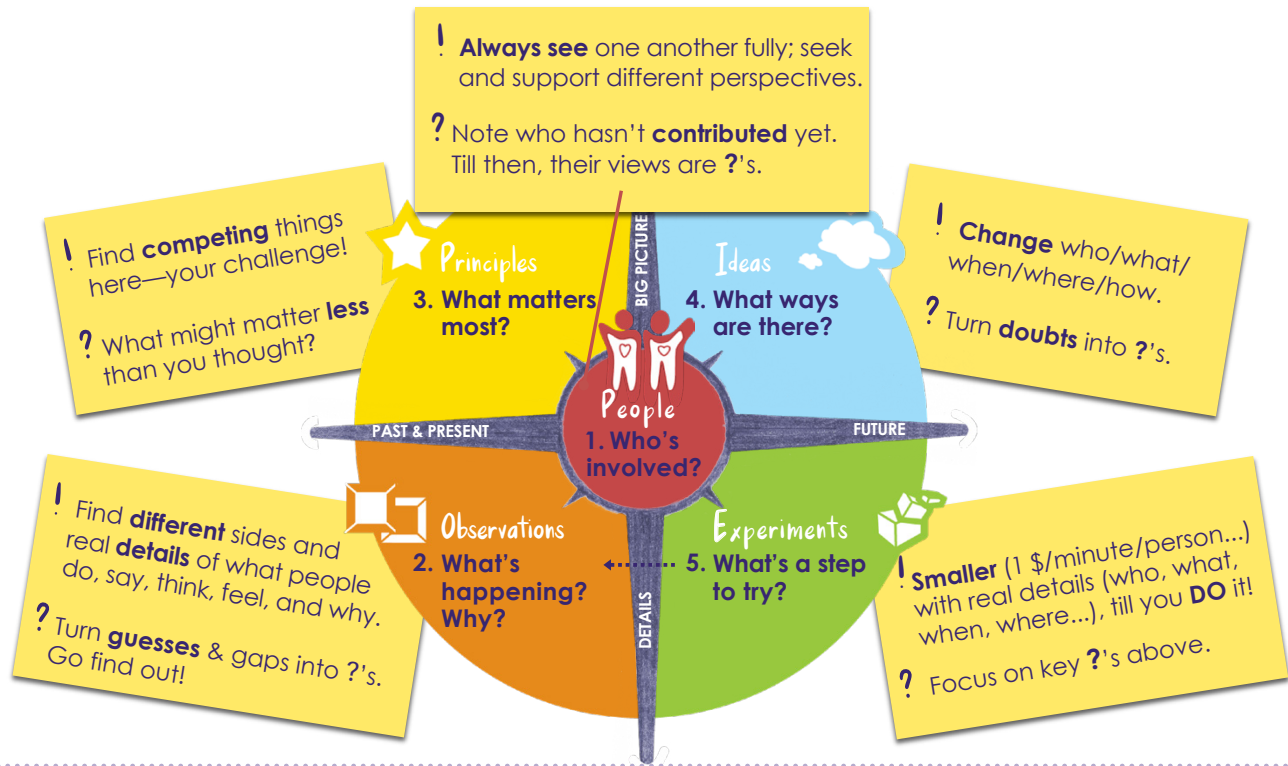 ! Always see one another fully; seek
and support different perspectives.
? Note who hasn't contributed yet.
Till then, their views are ?'s.
! Find competing things
here—your challenge!
? What might matter less
than you thought?
Principles
3. What matters
most?
BIG PICTURE
Ideas
4. What ways
are there?
! Change who/what/
when/where/how.
? Turn doubts into ?'s.
PAST & PRESENT
People
1. Who's
involved?
FUTURE
! Find different sides and
real details of what people
do, say, think, feel, and why.
? Turn guesses & gaps into ?'s.
Go find out!
Observations
2. What's
happening?
Why?
DETAILS
Experiments
5. What's a step
to try?
! Smaller (1 $/minute/person...)
with real details (who, what,
when, where...), till you DO it!
? Focus on key ?'s above.